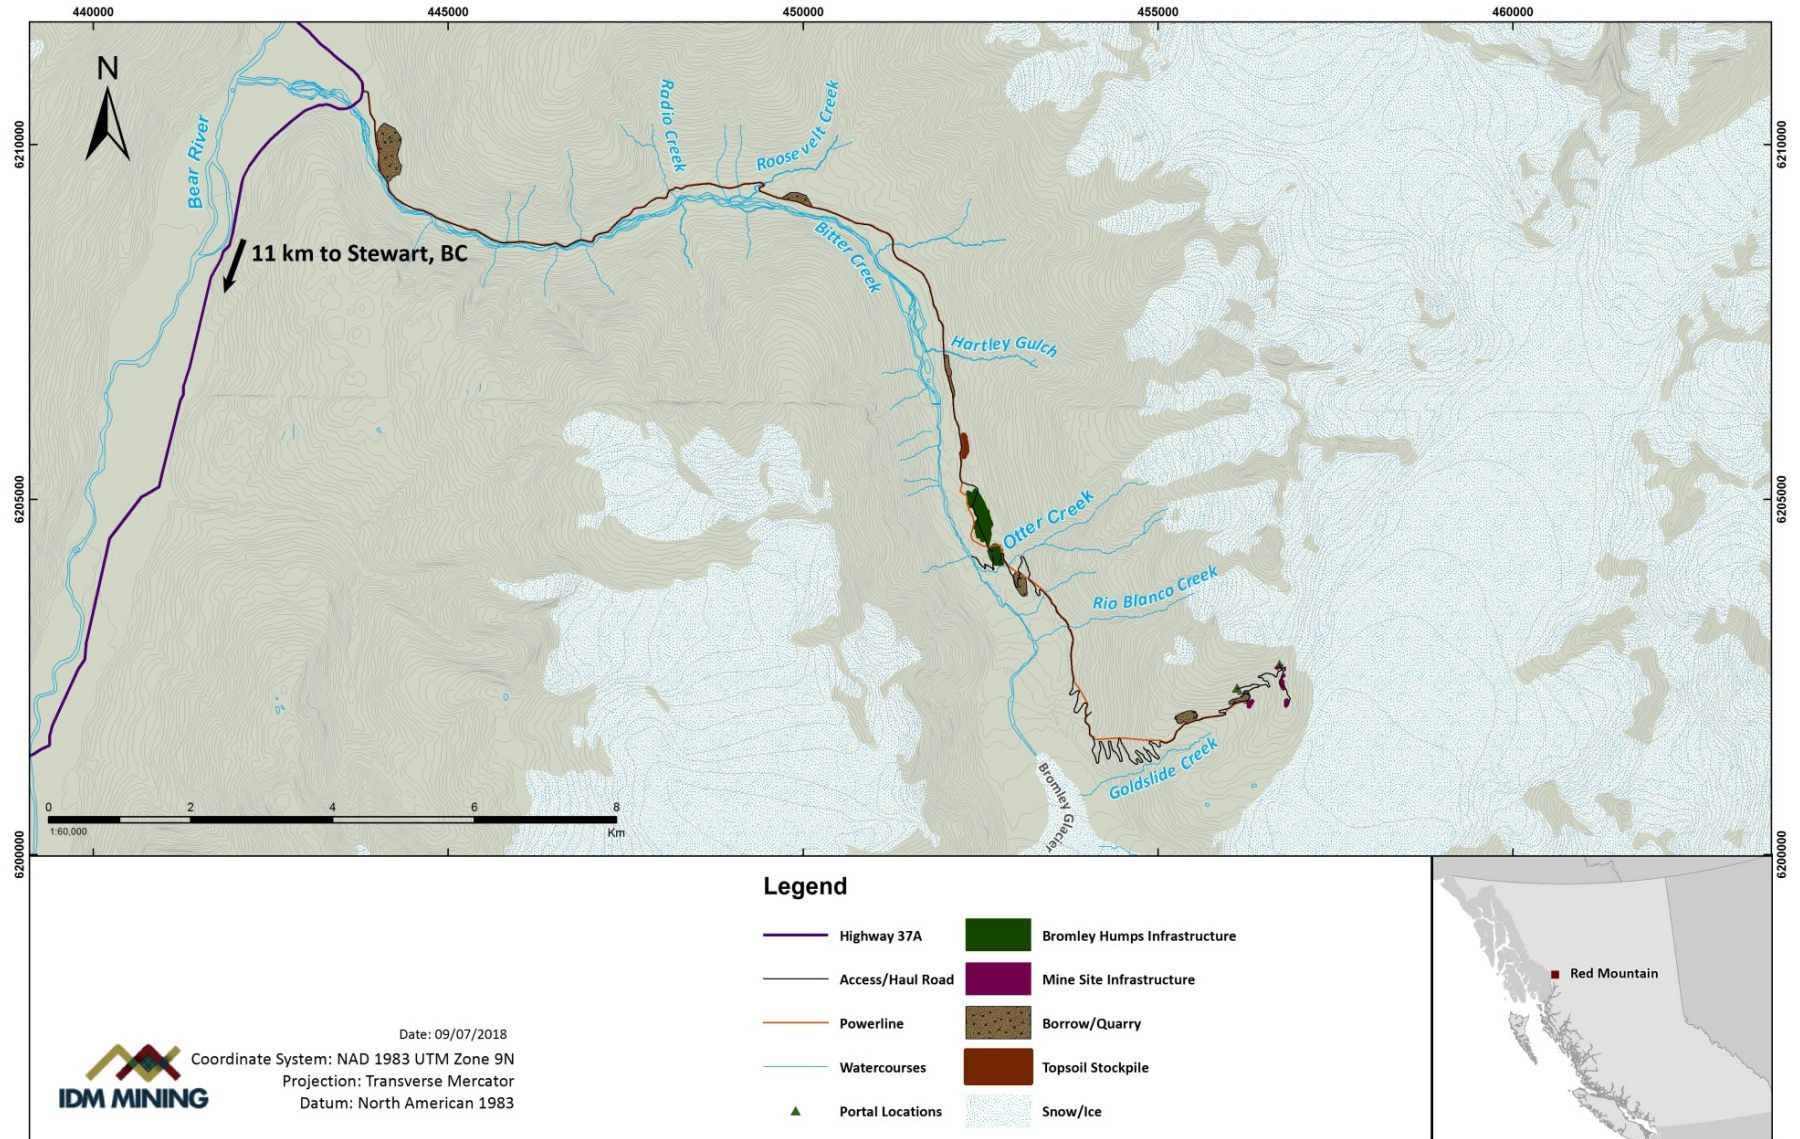 440000
445000
450000
455000
460000
N
6210000
6210000
Bear River
Radio Creek
Roosevelt Creek
11 km to Stewart, BC
Bitter Creek
Hartley Gulch
6205000
6205000
Otter Creek
Rio Blanco Creek
Goldslide Creek
Bromley Glacier
0 2 4 6 8
1:60,000
Km
6200000
6200000
Legend
Highway 37A
Access/Haul Road
Powerline
Watercourses
Portal Locations
Bromley Humps Infrastructure
Mine Site Infrastructure
Borrow/Quarry
Topsoil Stockpile
Snow/Ice
Red Mountain
Date: 09/07/2018
Coordinate System: NAD 1983 UTM Zone 9N
Projection: Transverse Mercator
Datum: North American 1983
IDM MINING